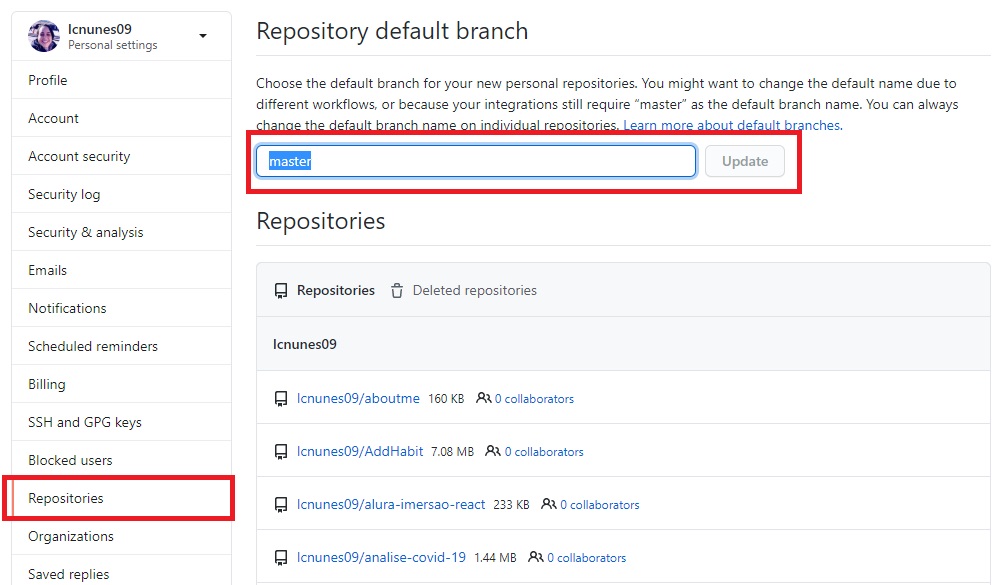 lcnunes09
Personal settings
Profile
Account
Account security
Security log
Security & analysis
Emails
Notifications
Scheduled reminders
Billing
SSH and GPG keys
Blocked users
Repositories
Organizations
Saved replies
Repository default branch
Choose the default branch for your new personal repositories. You might want to change the default name due to
different workflows, or because your integrations still require “master” as the default branch name. You can always
change the default branch name on individual repositories. Learn more about default branches.
master Update
Repositories
Repositories Deleted repositories
lcnunes09
lcnunes09/aboutme 160 KB 0 collaborators
lcnunes09/AddHabit 7.08 MB 0 collaborators
lcnunes09/alura-imersao-react 233 KB 0 collaborators
lcnunes09/analise-covid-19 1.44 MB 0 collaborators